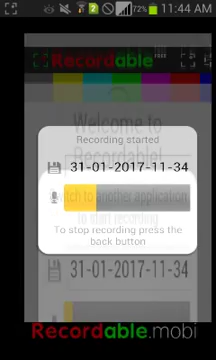 72% 11:44 AM
Recordable
Welcome to
Recording started
Recordable!
31-01-2017-11-34
Switch to another application
To start recording
To stop recording press the
back button
31-01-2017-11-34
Recordable.mobi